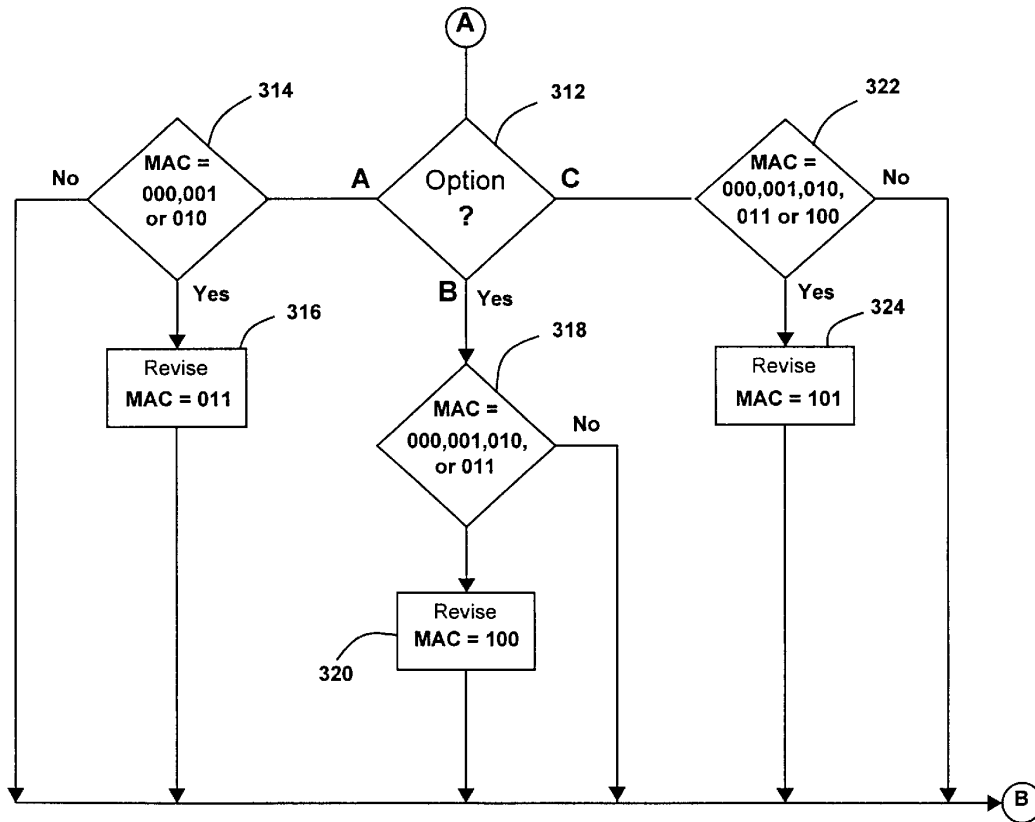 A
314
312
322
MAC =
000,001
or 010
No
A
Option
?
C
MAC =
000,001,010,
011 or 100
No
Yes
B
Yes
Yes
316
318
324
Revise
MAC = 011
Revise
MAC = 101
MAC =
000,001,010,
or 011
No
Revise
MAC = 100
320
B